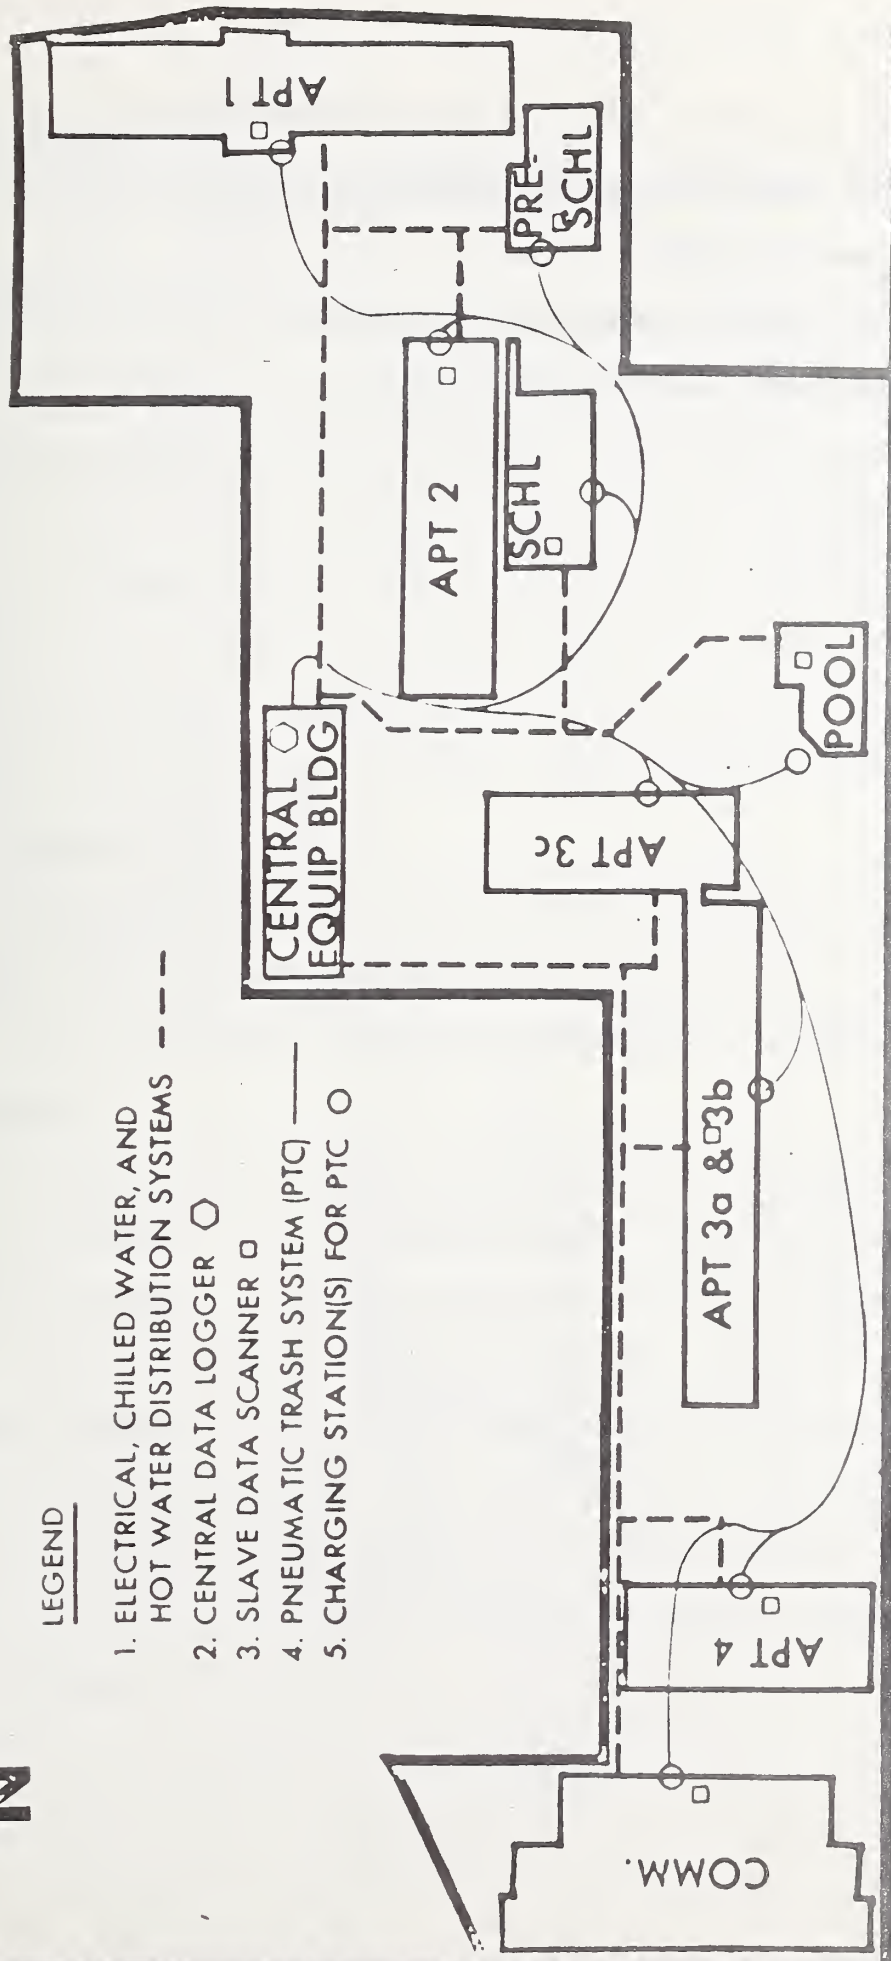 N
LEGEND
1. ELECTRICAL, CHILLED WATER, AND
HOT WATER DISTRIBUTION SYSTEMS
2. CENTRAL DATA LOGGER
3. SLAVE DATA SCANNER
4. PNEUMATIC TRASH SYSTEM (PTC)
5. CHARGING STATION(S) FOR PTC
COMM.
APT 4
APT 3a & 3b
APT 3c
CENTRAL
EQUIP BLDG
POOL
APT 2
SCHL
PRE-
SCHL
APT 1